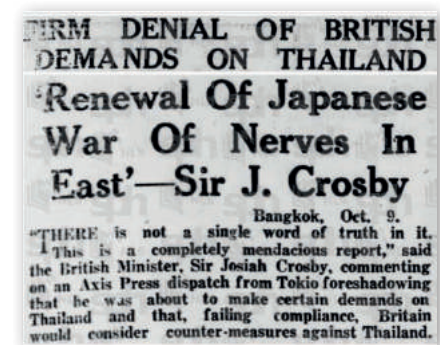 FIRM DENIAL OF BRITISH
DEMANDS ON THAILAND
'Renewal Of Japanese
War Of Nerves In
East'—Sir J. Crosby
Bangkok, Oct. 9.
"THERE is not a single word of truth in it.
This is a completely mendacious report," said
the British Minister, Sir Josiah Crosby, commenting
on an Axis Press dispatch from Tokio foreshadowing
that he was about to make certain demands on
Thailand and that, failing compliance, Britain
would consider counter-measures against Thailand.